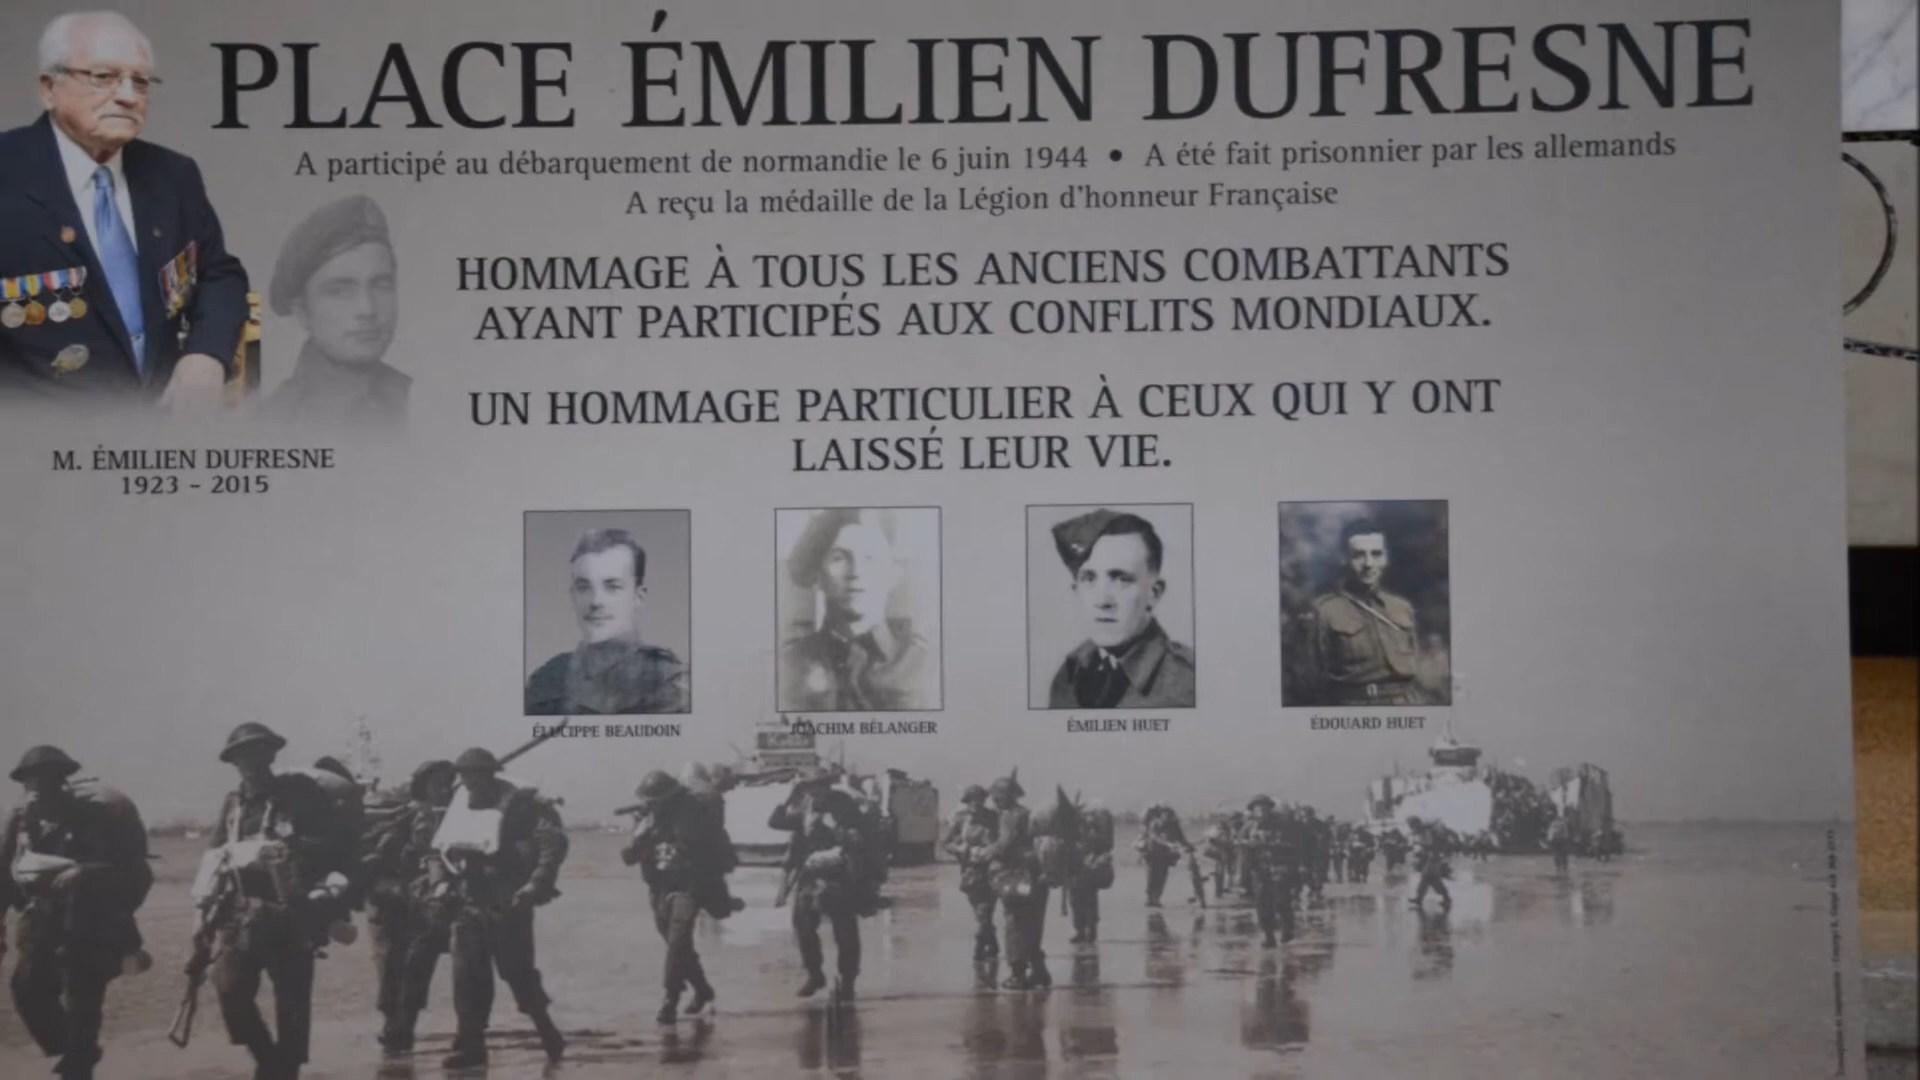 PLACE ÉMILIEN DUFRESNE
A participé au débarquement de normandie le 6 juin 1944 • A été fait prisonnier par les allemands
A reçu la médaille de la Légion d'honneur Française
HOMMAGE À TOUS LES ANCIENS COMBATTANTS
AYANT PARTICIPÉS AUX CONFLITS MONDIAUX.
UN HOMMAGE PARTICULIER À CEUX QUI Y ONT
LAISSÉ LEUR VIE.
M. ÉMILIEN DUFRESNE
1923 - 2015
BEAUDOIN
JOACHIM BÉLANGER
ÉMILIEN HUET
ÉDOUARD HUET